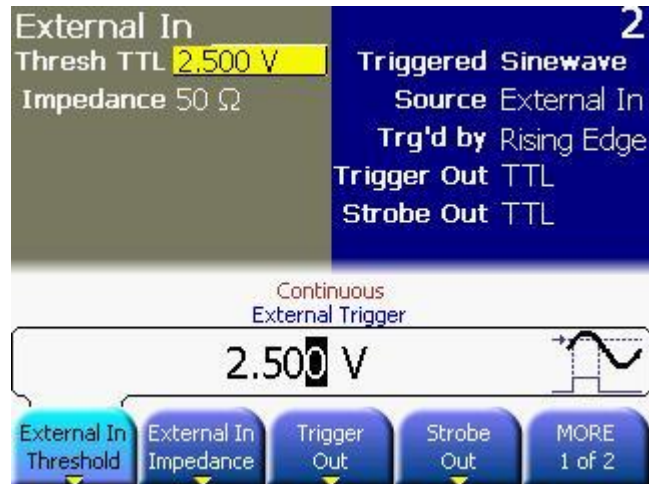 External In
Thresh TTL 2.500 V
Impedance 50 Ω
2
Triggered Sinewave
Source External In
Trg'd by Rising Edge
Trigger Out TTL
Strobe Out TTL
Continuous
External Trigger
2.500 V
External In
Threshold
External In
Impedance
Trigger
Out
Strobe
Out
MORE
1 of 2